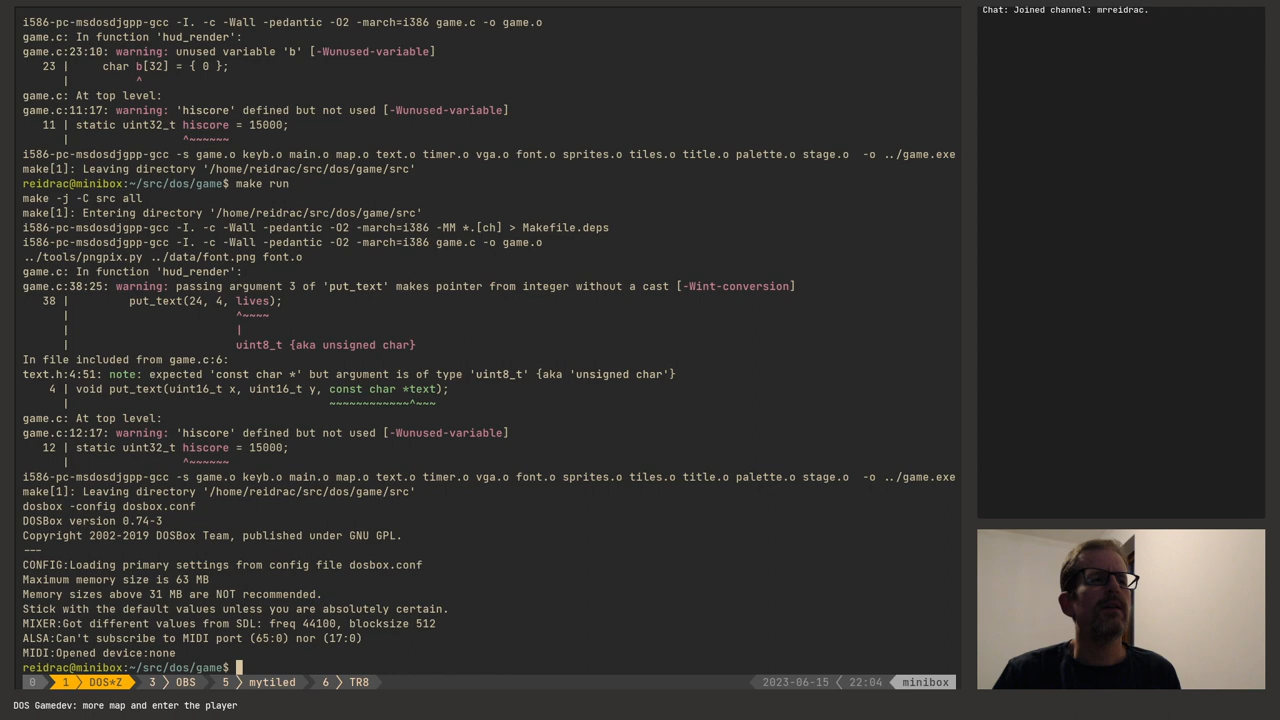 i586-pc-msdosdjgpp-gcc -I. -c -Wall -pedantic -O2 -march=i386 game.c -o game.o
game.c: In function 'hud_render':
game.c:23:10: warning: unused variable 'b' [-Wunused-variable]
23 | char b[32] = { 0 };
| ^
game.c: At top level:
game.c:11:17: warning: 'hiscore' defined but not used [-Wunused-variable]
11 | static uint32_t hiscore = 15000;
| ^~~~~~~
i586-pc-msdosdjgpp-gcc -s game.o keyb.o main.o map.o text.o timer.o vga.o font.o sprites.o tiles.o title.o palette.o stage.o  -o ../game.exe
make[1]: Leaving directory '/home/reidrac/src/dos/game/src'
reidrac@minibox:~/src/dos/game$ make run
make -j -C src all
make[1]: Entering directory '/home/reidrac/src/dos/game/src'
i586-pc-msdosdjgpp-gcc -I. -c -Wall -pedantic -O2 -march=i386 -MM *.[ch] > Makefile.deps
i586-pc-msdosdjgpp-gcc -I. -c -Wall -pedantic -O2 -march=i386 game.c -o game.o
../tools/pngpix.py ../data/font.png font.o
game.c: In function 'hud_render':
game.c:38:25: warning: passing argument 3 of 'put_text' makes pointer from integer without a cast [-Wint-conversion]
38 | put_text(24, 4, lives);
| ^~~~~
| |
| uint8_t {aka unsigned char}
In file included from game.c:6:
text.h:4:51: note: expected 'const char *' but argument is of type 'uint8_t' {aka 'unsigned char'}
4 | void put_text(uint16_t x, uint16_t y, const char *text);
| ~~~~~~~~~~~~^~~~
game.c: At top level:
game.c:12:17: warning: 'hiscore' defined but not used [-Wunused-variable]
12 | static uint32_t hiscore = 15000;
| ^~~~~~~
i586-pc-msdosdjgpp-gcc -s game.o keyb.o main.o map.o text.o timer.o vga.o font.o sprites.o tiles.o title.o palette.o stage.o  -o ../game.exe
make[1]: Leaving directory '/home/reidrac/src/dos/game/src'
dosbox -config dosbox.conf
DOSBox version 0.74-3
Copyright 2002-2019 DOSBox Team, published under GNU GPL.
---
CONFIG:Loading primary settings from config file dosbox.conf
Maximum memory size is 63 MB
Memory sizes above 31 MB are NOT recommended.
Stick with the default values unless you are absolutely certain.
MIXER:Got different values from SDL: freq 44100, blocksize 512
ALSA:Can't subscribe to MIDI port (65:0) nor (17:0)
MIDI:Opened device:none
reidrac@minibox:~/src/dos/game$
0 1 DOS*Z 3 OBS 5 mytiled 6 TR8 2023-06-15 22:04 minibox
DOS Gamedev: more map and enter the player
Chat: Joined channel: mrreidrac.